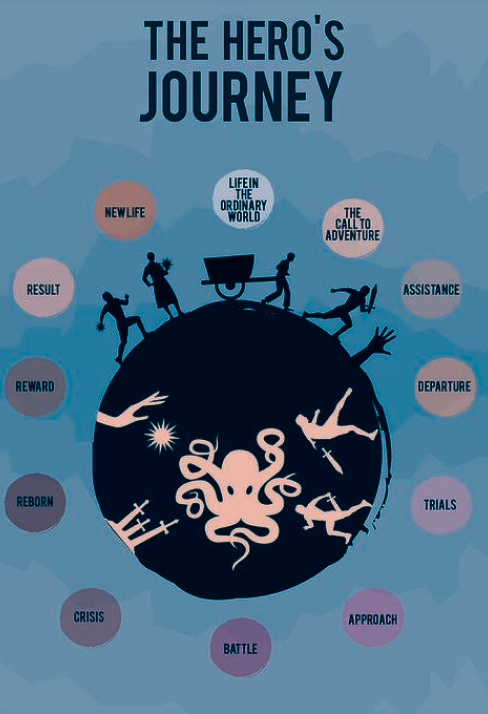 THE HERO'S
JOURNEY
LIFE IN
THE
ORDINARY
WORLD
THE
CALL TO
ADVENTURE
ASSISTANCE
DEPARTURE
TRIALS
APPROACH
BATTLE
CRISIS
REBORN
REWARD
RESULT
NEW LIFE